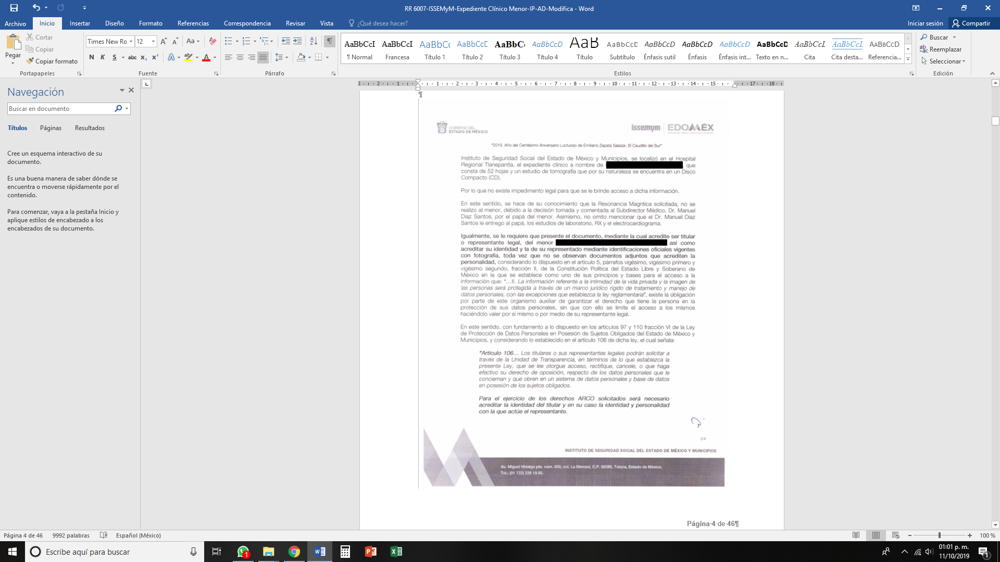 RR 6007-ISSEMyM-Expediente Clínico Menor-IP-AD-Modifica - Word
Archivo Inicio Insertar Diseño Formato Referencias Correspondencia Revisar Vista ¿Qué desea hacer? Iniciar sesión Compartir
Pegar
Cortar
Copiar
Copiar formato
Portapapeles
Times New Ro 12
N K S abc x₂ x²
Fuente
Párrafo
AaBbCcI AaBbCcI AaBbCc AaBbCcD AaBbCc AaBbCcD AaB AaBbCcD AaBbCcD AaBbCcD AaBbCcD AaBbCcD AaBbCcI AaBbCcI AABBCCD
¶ Normal Francesa Título 1 Título 2 Título 3 Título 4 Título Subtítulo Énfasis sutil Énfasis Énfasis int... Texto en n... Cita Cita desta... Referencia...
Estilos
Buscar
Reemplazar
Seleccionar
Edición
Navegación
Buscar en documento
Títulos Páginas Resultados
Cree un esquema interactivo de su
documento.
Es una buena manera de saber dónde se
encuentra o moverse rápidamente por el
contenido.
Para comenzar, vaya a la pestaña Inicio y
aplique estilos de encabezado a los
encabezados de su documento.
3 2 1 1 2 3 4 5 6 7 8 9 10 11 12 13 14 15 17 18
¶
GOBIERNO DEL
ESTADO DE MÉXICO
issemym EDOMÉX
"2019. Año del Centésimo Aniversario Luctuoso de Emiliano Zapata Salazar, El Caudillo del Sur"
Instituto de Seguridad Social del Estado de México y Municipios, se localizó en el Hospital
Regional Tlanepantla, el expediente clínico a nombre de , que
consta de 52 hojas y un estudio de tomografía que por su naturaleza se encuentra en un Disco
Compacto (CD).
Por lo que no existe impedimento legal para que se le brinde acceso a dicha información.
En este sentido, se hace de su conocimiento que la Resonancia Magntica solicitada, no se
realizo al menor, debido a la decisión tomada y comentada al Subdirector Médico, Dr. Manuel
Diaz Santos, por el papá del menor. Asimismo, no omito mencionar que el Dr. Manuel Diaz
Santos le entrego al papá, los estudios de laboratorio, RX y el electrocardiograma.
Igualmente, se le requiere que presente el documento, mediante la cual acredite ser titular
o representante legal, del menor así como
acreditar su identidad y la de su representado mediante identificaciones oficiales vigentes
con fotografía, toda vez que no se observan documentos adjuntos que acrediten la
personalidad, considerando lo dispuesto en el artículo 5, párrafos vigésimo, vigésimo primero y
vigésimo segundo, fracción II, de la Constitución Política del Estado Libre y Soberano de
México en la que se establece como uno de sus principios y bases para el acceso a la
información que: "...II. La información referente a la intimidad de la vida privada y la imagen de
las personas será protegida a través de un marco jurídico rígido de tratamiento y manejo de
datos personales, con las excepciones que establezca la ley reglamentaria", existe la obligación
por parte de este organismo auxiliar de garantizar el derecho que tiene la persona en la
protección de sus datos personales, sin que con ello se limite el acceso a los mismos
haciéndolo valer por sí mismo o por medio de su representante legal.
En este sentido, con fundamento a lo dispuesto en los artículos 97 y 110 fracción VI de la Ley
de Protección de Datos Personales en Posesión de Sujetos Obligados del Estado de México y
Municipios, y considerando lo establecido en el artículo 106 de dicha ley, el cual señala:
"Artículo 106... Los titulares o sus representantes legales podrán solicitar a
través de la Unidad de Transparencia, en términos de lo que establezca la
presente Ley, que se les otorgue acceso, rectifique, cancele, o que haga
efectivo su derecho de oposición, respecto de los datos personales que le
conciernan y que obren en un sistema de datos personales y base de datos
en posesión de los sujetos obligados.
Para el ejercicio de los derechos ARCO solicitados será necesario
acreditar la identidad del titular y en su caso la identidad y personalidad
con la que actúe el representante.
2/4
INSTITUTO DE SEGURIDAD SOCIAL DEL ESTADO DE MÉXICO Y MUNICIPIOS
Av. Miguel Hidalgo pte. núm. 600, col. La Merced, C.P. 50080, Toluca, Estado de México.
Tel.: (01 722) 226 19 00.
Página·4·de·46¶
Página 4 de 46 9992 palabras Español (México) 100 %
Escribe aquí para buscar
1
01:01 p. m.
11/10/2019
1